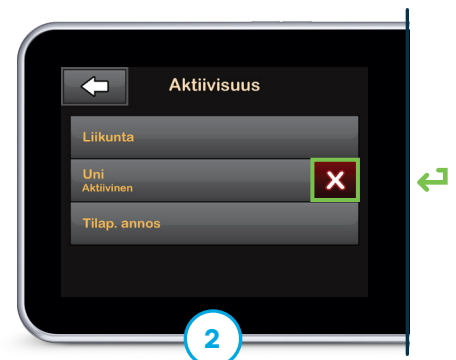 Aktiivisuus
Liikunta
Uni
Aktiivinen
X
Tilap. annos
2